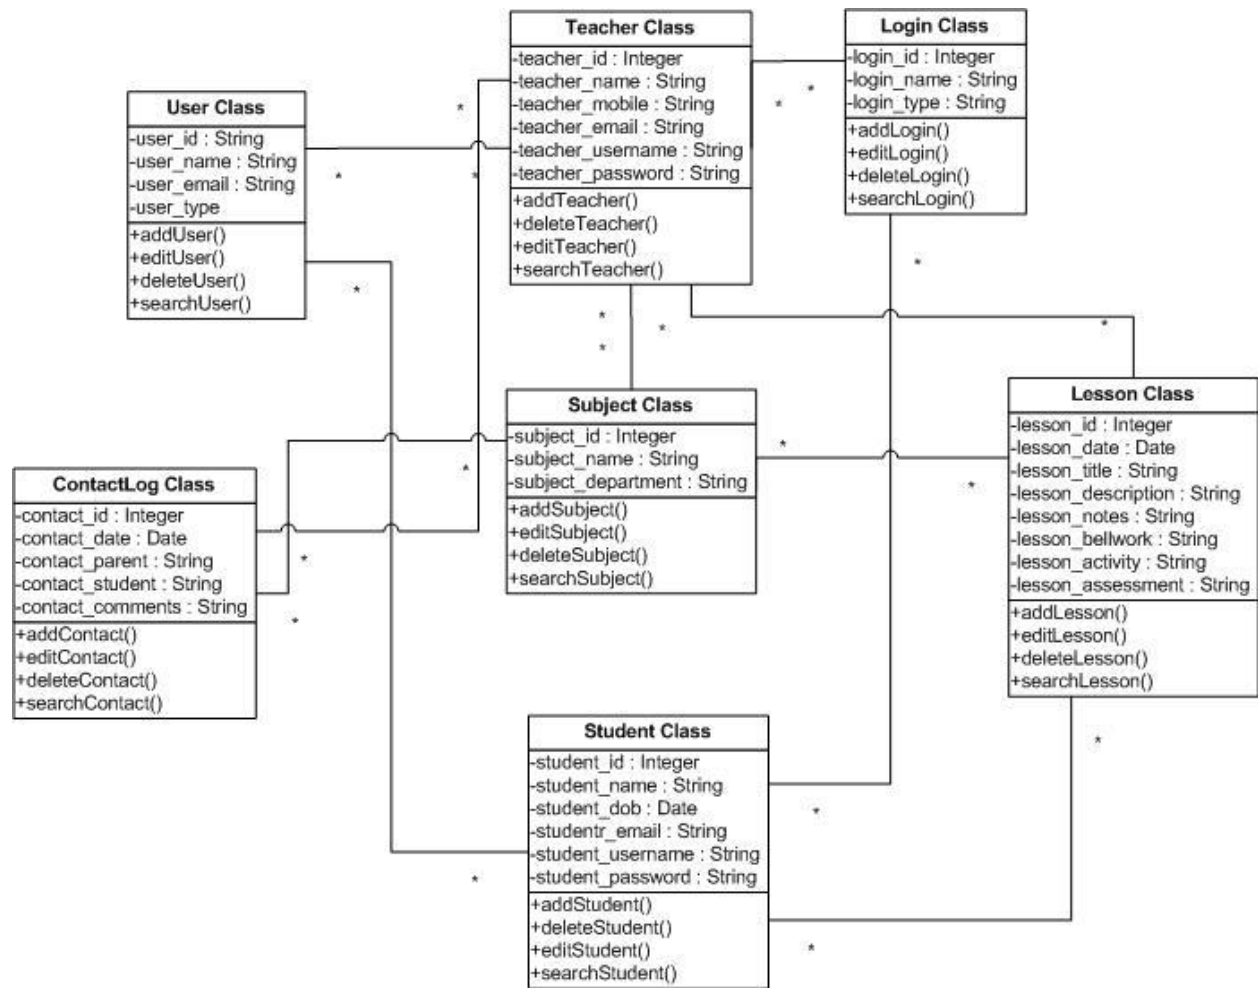 User Class
-user_id : String
-user_name : String
-user_email : String
-user_type
+addUser()
+editUser()
+deleteUser()
+searchUser()
Teacher Class
-teacher_id : Integer
-teacher_name : String
-teacher_mobile : String
-teacher_email : String
-teacher_username : String
-teacher_password : String
+addTeacher()
+deleteTeacher()
+editTeacher()
+searchTeacher()
Login Class
-login_id : Integer
-login_name : String
-login_type : String
+addLogin()
+editLogin()
+deleteLogin()
+searchLogin()
*
*
*
*
*
*
*
*
*
*
*
*
Subject Class
-subject_id : Integer
-subject_name : String
-subject_department : String
+addSubject()
+editSubject()
+deleteSubject()
+searchSubject()
*
*
*
*
*
Lesson Class
-lesson_id : Integer
-lesson_date : Date
-lesson_title : String
-lesson_description : String
-lesson_notes : String
-lesson_bellwork : String
-lesson_activity : String
-lesson_assessment : String
+addLesson()
+editLesson()
+deleteLesson()
+searchLesson()
ContactLog Class
-contact_id : Integer
-contact_date : Date
-contact_parent : String
-contact_student : String
-contact_comments : String
+addContact()
+editContact()
+deleteContact()
+searchContact()
Student Class
-student_id : Integer
-student_name : String
-student_dob : Date
-studentr_email : String
-student_username : String
-student_password : String
+addStudent()
+deleteStudent()
+editStudent()
+searchStudent()
*
*
*
*